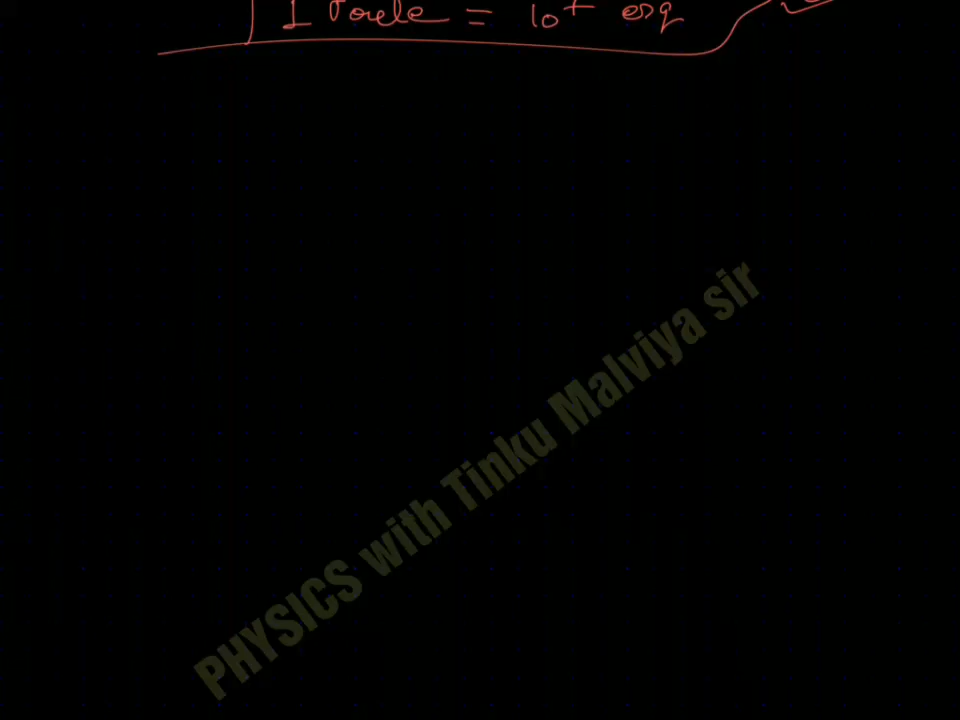 1 Joule = 10⁷ erg
PHYSICS with Tinku Malviya sir